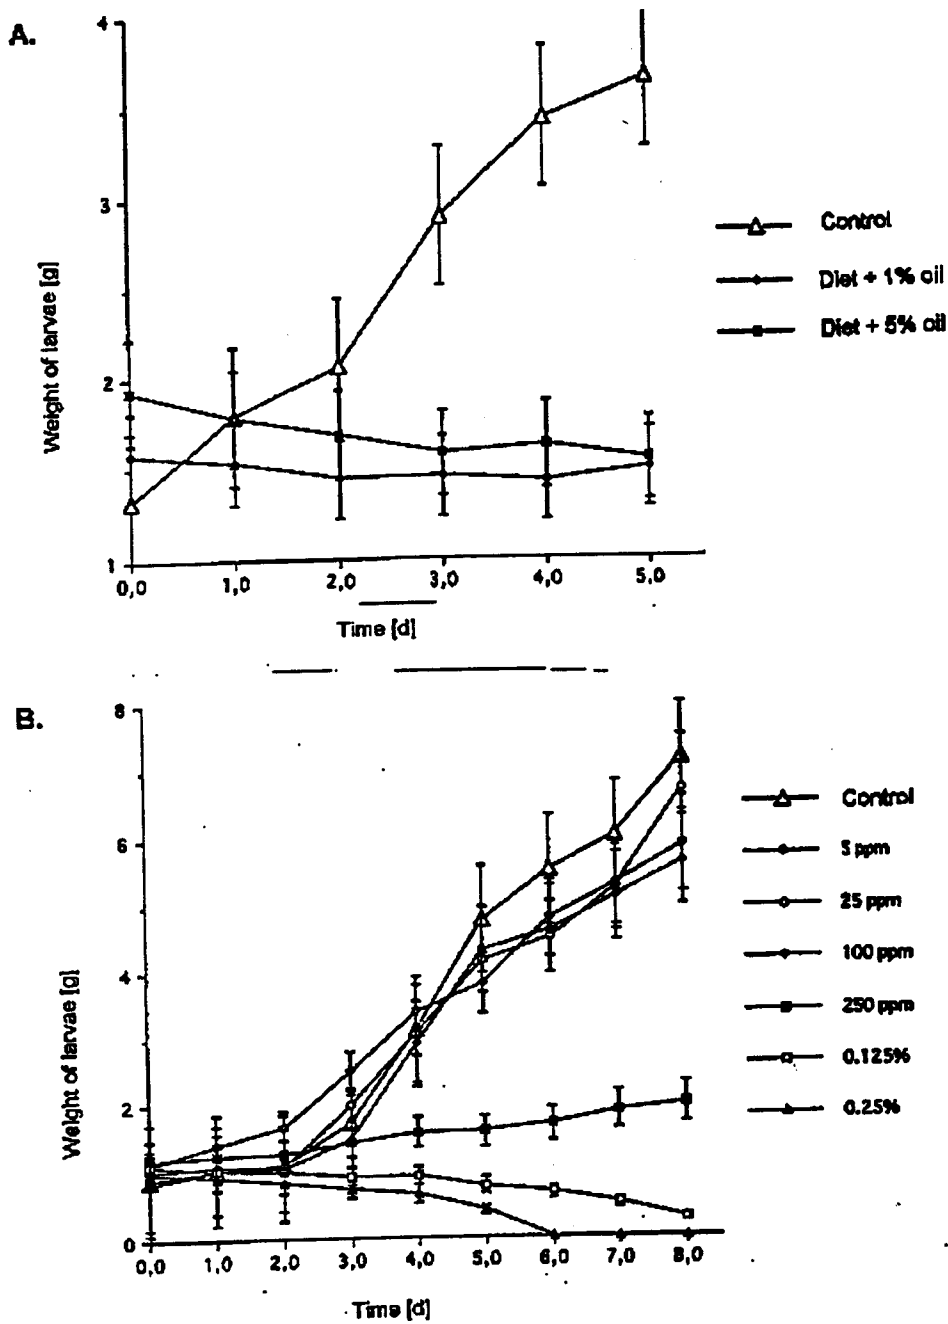 A.
4
3
2
1
Weight of larvae [g]
0,0 1,0 2,0 3,0 4,0 5,0
Time [d]
Control
Diet + 1% oil
Diet + 5% oil
B.
8
6
4
2
0
Weight of larvae [g]
0,0 1,0 2,0 3,0 4,0 5,0 6,0 7,0 8,0
Time [d]
Control
5 ppm
25 ppm
100 ppm
250 ppm
0.125%
0.25%